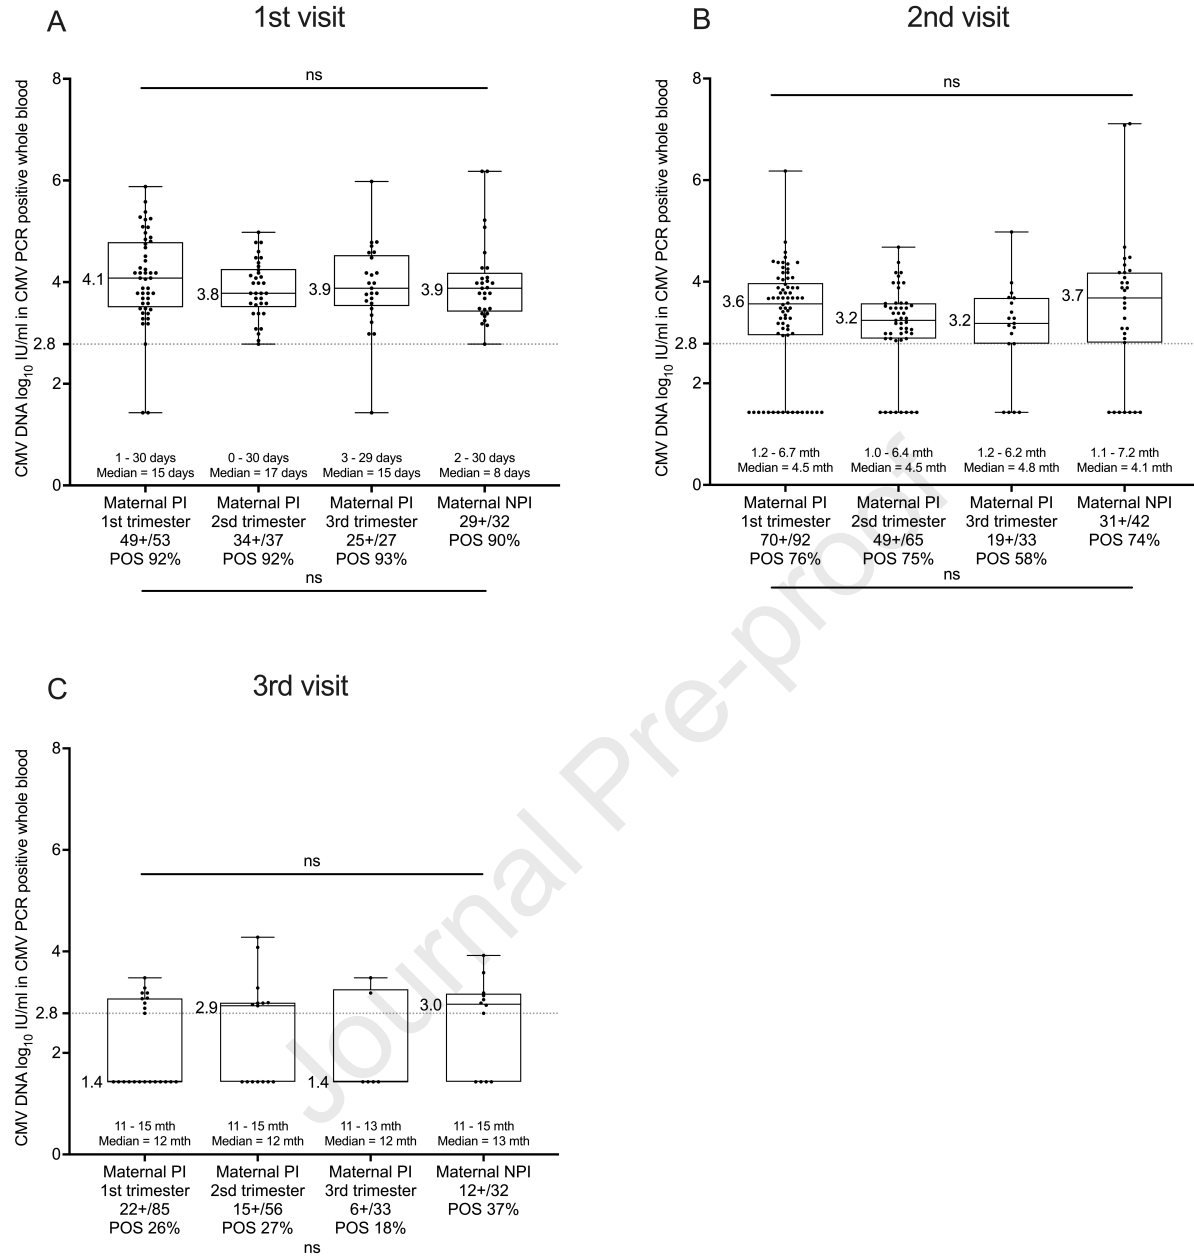 A
1st visit
CMV DNA log10 IU/ml in CMV PCR positive whole blood
8
6
4
2.8
2
0
ns
4.1
3.8
3.9
3.9
1 - 30 days
Median = 15 days
0 - 30 days
Median = 17 days
3 - 29 days
Median = 15 days
2 - 30 days
Median = 8 days
Maternal PI
1st trimester
49+/53
POS 92%
Maternal PI
2sd trimester
34+/37
POS 92%
Maternal PI
3rd trimester
25+/27
POS 93%
Maternal NPI
29+/32
POS 90%
ns
B
2nd visit
CMV DNA log10 IU/ml in CMV PCR positive whole blood
8
6
4
2.8
2
0
ns
3.6
3.2
3.2
3.7
1.2 - 6.7 mth
Median = 4.5 mth
1.0 - 6.4 mth
Median = 4.5 mth
1.2 - 6.2 mth
Median = 4.8 mth
1.1 - 7.2 mth
Median = 4.1 mth
Maternal PI
1st trimester
70+/92
POS 76%
Maternal PI
2sd trimester
49+/65
POS 75%
Maternal PI
3rd trimester
19+/33
POS 58%
Maternal NPI
31+/42
POS 74%
ns
C
3rd visit
CMV DNA log10 IU/ml in CMV PCR positive whole blood
8
6
4
2.8
2
0
ns
1.4
2.9
1.4
3.0
11 - 15 mth
Median = 12 mth
11 - 15 mth
Median = 12 mth
11 - 13 mth
Median = 12 mth
11 - 15 mth
Median = 13 mth
Maternal PI
1st trimester
22+/85
POS 26%
Maternal PI
2sd trimester
15+/56
POS 27%
Maternal PI
3rd trimester
6+/33
POS 18%
Maternal NPI
12+/32
POS 37%
ns
Journal Pre-proof